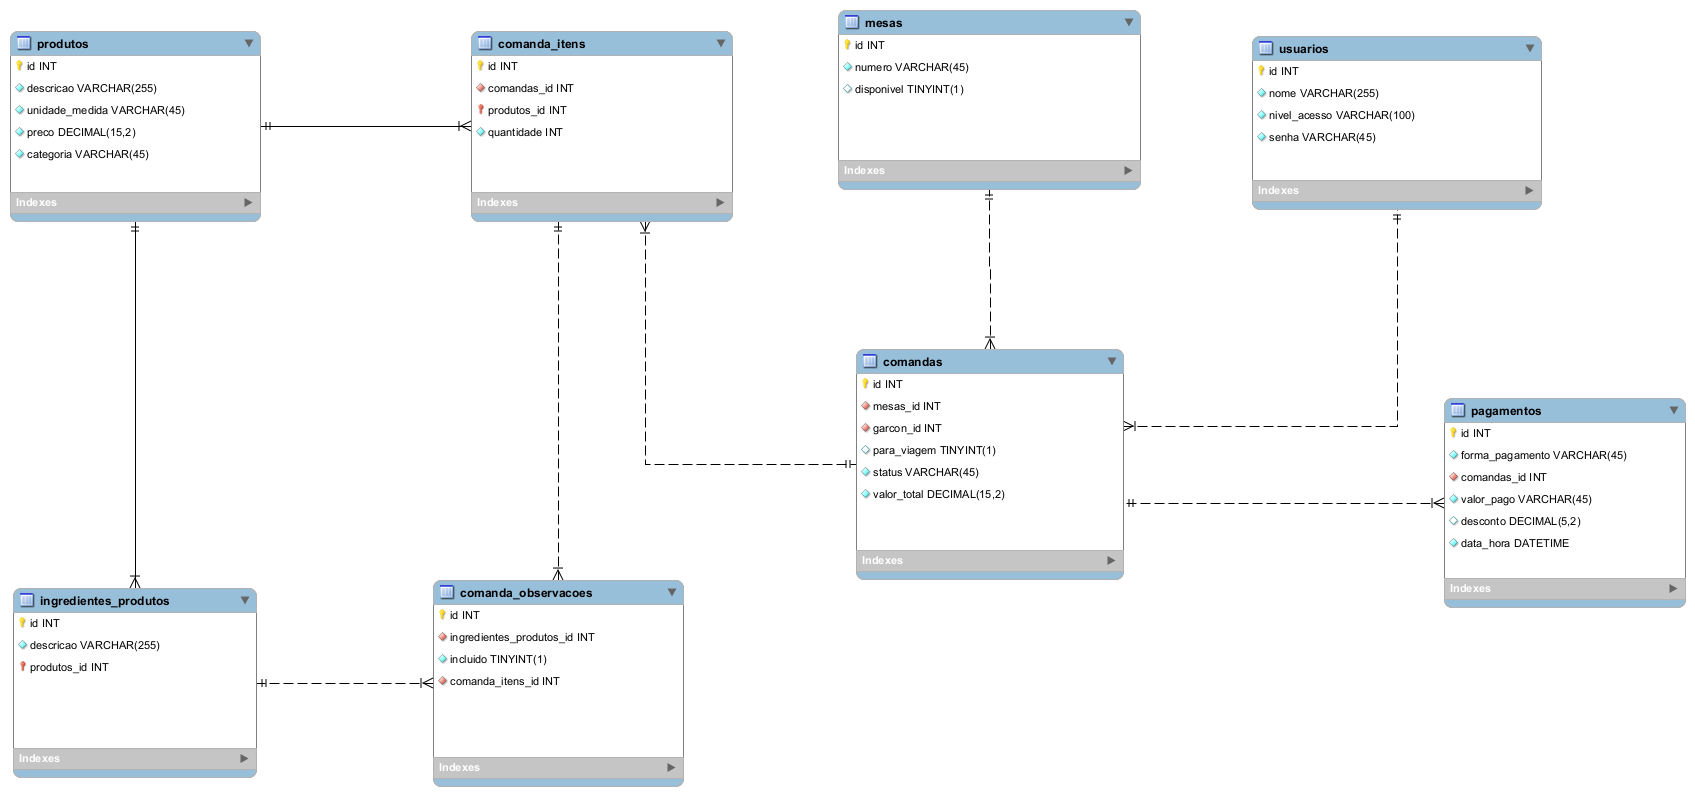 produtos
id INT
descricao VARCHAR(255)
unidade_medida VARCHAR(45)
preco DECIMAL(15,2)
categoria VARCHAR(45)
Indexes
comanda_itens
id INT
comandas_id INT
produtos_id INT
quantidade INT
Indexes
mesas
id INT
numero VARCHAR(45)
disponivel TINYINT(1)
Indexes
usuarios
id INT
nome VARCHAR(255)
nivel_acesso VARCHAR(100)
senha VARCHAR(45)
Indexes
comandas
id INT
mesas_id INT
garcon_id INT
para_viagem TINYINT(1)
status VARCHAR(45)
valor_total DECIMAL(15,2)
Indexes
pagamentos
id INT
forma_pagamento VARCHAR(45)
comandas_id INT
valor_pago VARCHAR(45)
desconto DECIMAL(5,2)
data_hora DATETIME
Indexes
ingredientes_produtos
id INT
descricao VARCHAR(255)
produtos_id INT
Indexes
comanda_observacoes
id INT
ingredientes_produtos_id INT
incluido TINYINT(1)
comanda_itens_id INT
Indexes